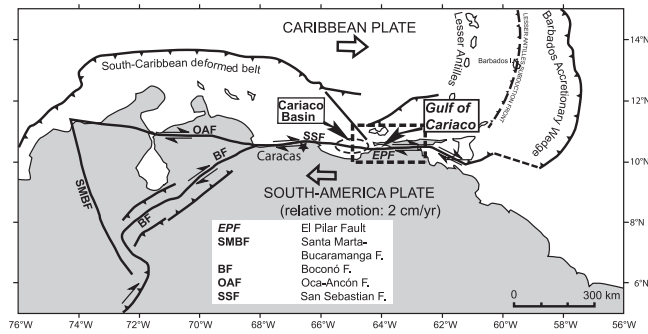 CARIBBEAN PLATE
South-Caribbean deformed belt
Lesser Antilles
Barbados
LESSER ANTILLES SUBDUCTION FRONT
Barbados Accretionary Wedge
Cariaco
Basin
Gulf of
Cariaco
OAF
SSF
EPF
Caracas
BF
BF
SMBF
SOUTH-AMERICA PLATE
(relative motion: 2 cm/yr)
EPF El Pilar Fault
SMBF Santa Marta-
Bucaramanga F.
BF Boconó F.
OAF Oca-Ancón F.
SSF San Sebastian F.
14°N
12°N
10°N
8°N
6°N
0 300 km
76°W 74°W 72°W 70°W 68°W 66°W 64°W 62°W 60°W 58°W 56°W